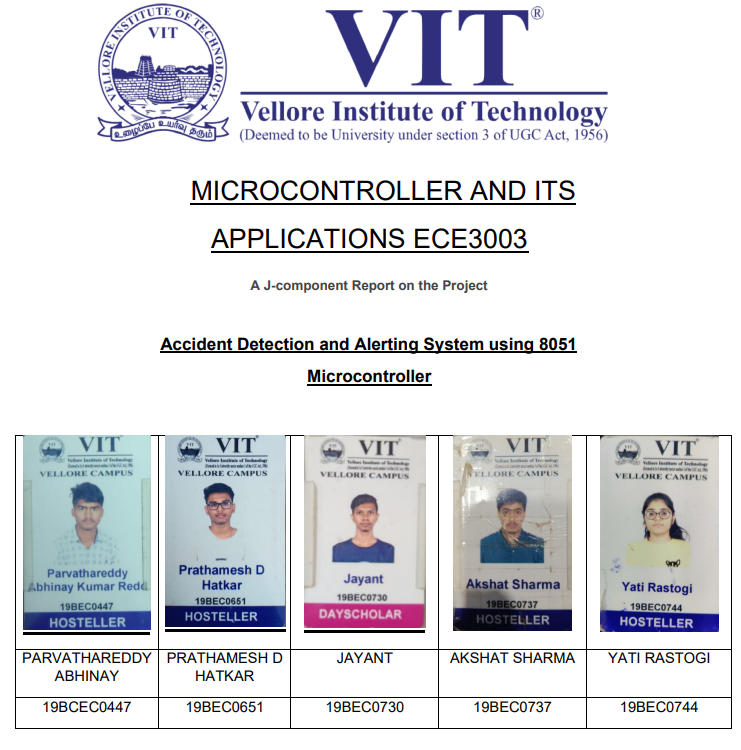 VELLORE INSTITUTE OF TECHNOLOGY
VIT
உழைப்பே உயர்வு தரும்
VIT®
Vellore Institute of Technology
(Deemed to be University under section 3 of UGC Act, 1956)
MICROCONTROLLER AND ITS
APPLICATIONS ECE3003
A J-component Report on the Project
Accident Detection and Alerting System using 8051
Microcontroller
VIT
Vellore Institute of Technology
VELLORE CAMPUS
Parvathareddy
Abhinay Kumar Redd
19BEC0447
HOSTELLER
VIT
Vellore Institute of Technology
VELLORE CAMPUS
Prathamesh D
Hatkar
19BEC0651
HOSTELLER
VIT
Vellore Institute of Technology
VELLORE CAMPUS
Jayant
19BEC0730
DAYSCHOLAR
VIT
Vellore Institute of Technology
VELLORE CAMPUS
Akshat Sharma
19BEC0737
HOSTELLER
VIT
Vellore Institute of Technology
VELLORE CAMPUS
Yati Rastogi
19BEC0744
HOSTELLER
PARVATHAREDDY ABHINAY
PRATHAMESH D HATKAR
JAYANT
AKSHAT SHARMA
YATI RASTOGI
19BCEC0447
19BEC0651
19BEC0730
19BEC0737
19BEC0744